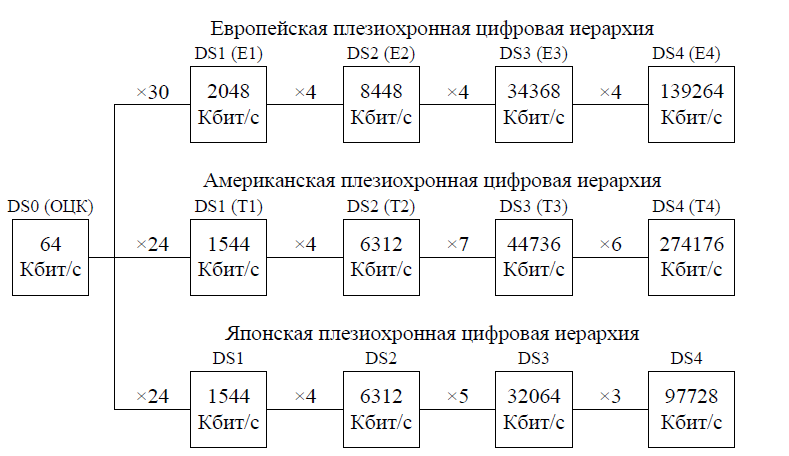 Европейская плезиохронная цифровая иерархия
DS1 (E1) DS2 (E2) DS3 (E3) DS4 (E4)
×30 2048 ×4 8448 ×4 34368 ×4 139264
Кбит/с Кбит/с Кбит/с Кбит/с
Американская плезиохронная цифровая иерархия
DS0 (ОЦК) DS1 (T1) DS2 (T2) DS3 (T3) DS4 (T4)
64 ×24 1544 ×4 6312 ×7 44736 ×6 274176
Кбит/с Кбит/с Кбит/с Кбит/с Кбит/с
Японская плезиохронная цифровая иерархия
DS1 DS2 DS3 DS4
×24 1544 ×4 6312 ×5 32064 ×3 97728
Кбит/с Кбит/с Кбит/с Кбит/с